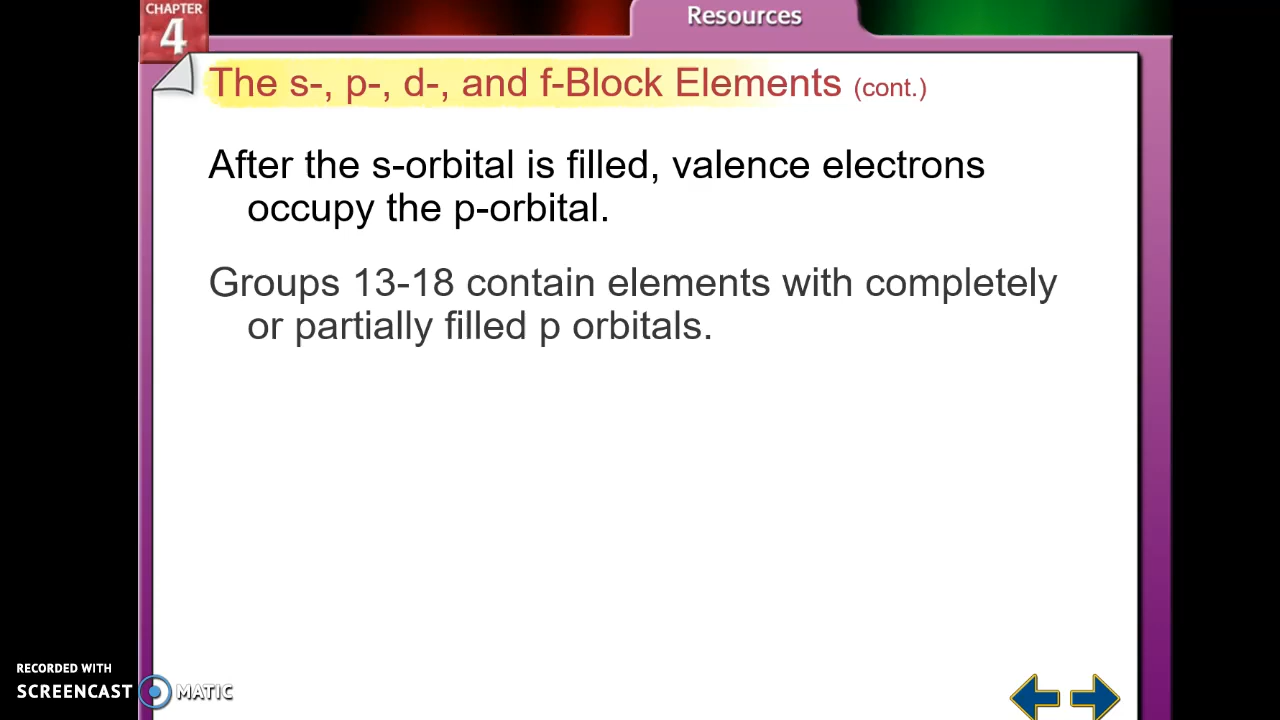 CHAPTER
4
Resources
The s-, p-, d-, and f-Block Elements (cont.)
After the s-orbital is filled, valence electrons
occupy the p-orbital.
Groups 13-18 contain elements with completely
or partially filled p orbitals.
RECORDED WITH
SCREENCAST MATIC